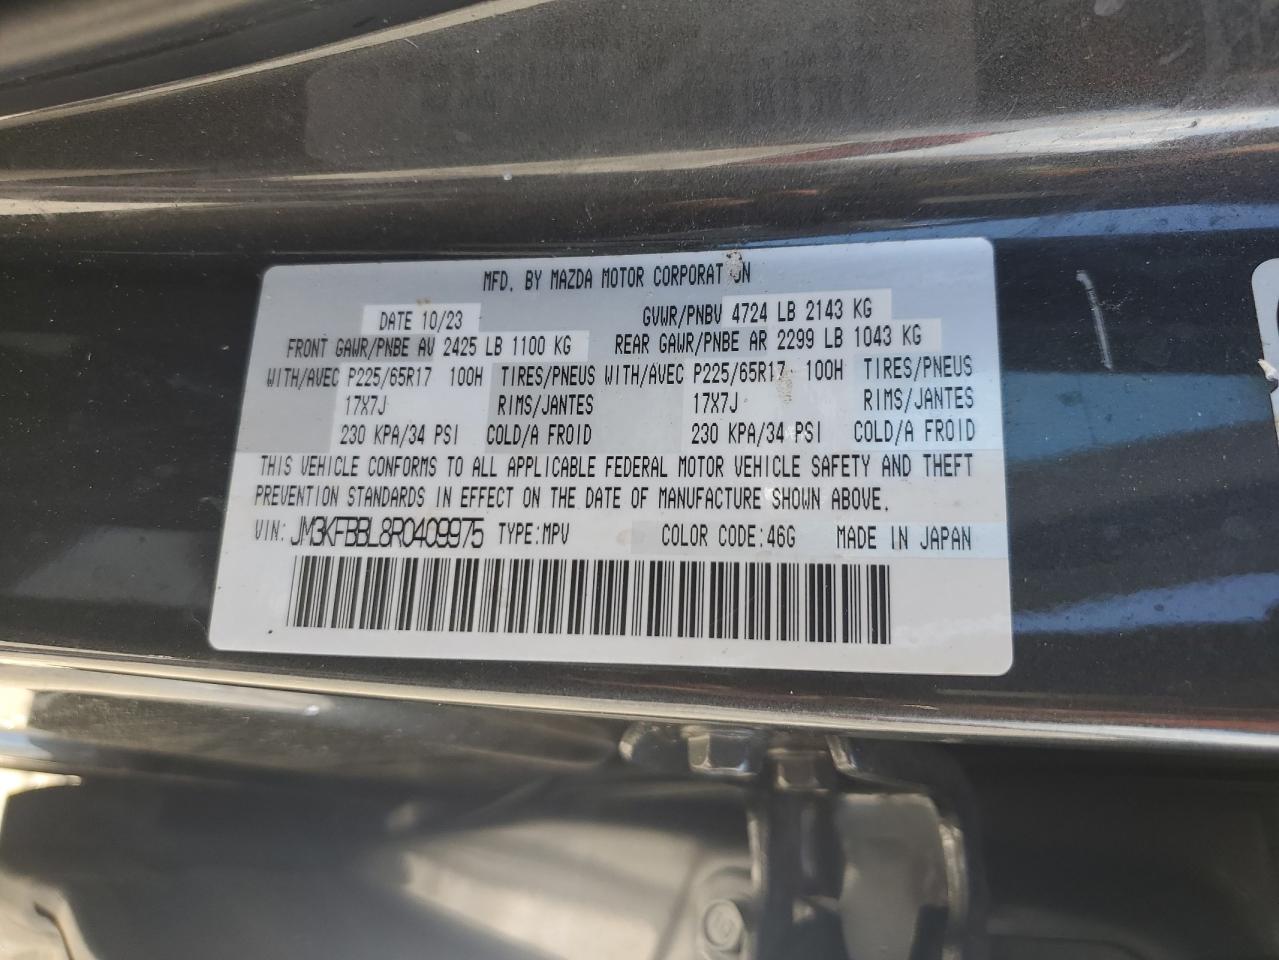 MFD. BY MAZDA MOTOR CORPORATION
DATE 10/23 GVWR/PNBV 4724 LB 2143 KG
FRONT GAWR/PNBE AV 2425 LB 1100 KG REAR GAWR/PNBE AR 2299 LB 1043 KG
WITH/AVEC P225/65R17 100H TIRES/PNEUS WITH/AVEC P225/65R17 100H TIRES/PNEUS
17X7J RIMS/JANTES 17X7J RIMS/JANTES
230 KPA/34 PSI COLD/A FROID 230 KPA/34 PSI COLD/A FROID
THIS VEHICLE CONFORMS TO ALL APPLICABLE FEDERAL MOTOR VEHICLE SAFETY AND THEFT
PREVENTION STANDARDS IN EFFECT ON THE DATE OF MANUFACTURE SHOWN ABOVE.
VIN: JM3KFBBL8R0409975 TYPE:MPV COLOR CODE:46G MADE IN JAPAN